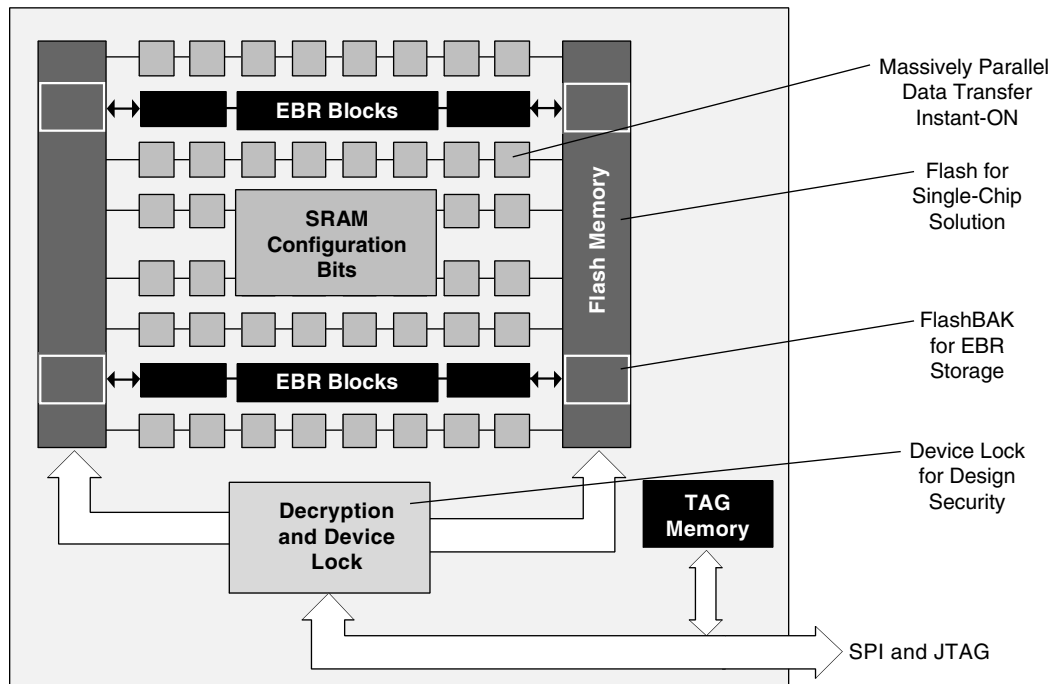 EBR Blocks
SRAM
Configuration
Bits
EBR Blocks
Flash Memory
Massively Parallel
Data Transfer
Instant-ON
Flash for
Single-Chip
Solution
FlashBAK
for EBR
Storage
Device Lock
for Design
Security
Decryption
and Device
Lock
TAG
Memory
SPI and JTAG